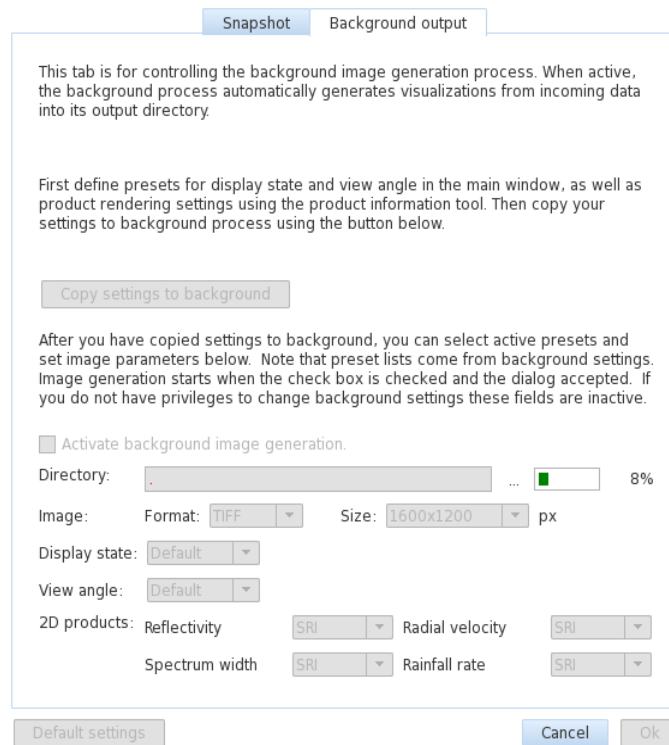 Snapshot Background output
This tab is for controlling the background image generation process. When active,
the background process automatically generates visualizations from incoming data
into its output directory.
First define presets for display state and view angle in the main window, as well as
product rendering settings using the product information tool. Then copy your
settings to background process using the button below.
Copy settings to background
After you have copied settings to background, you can select active presets and
set image parameters below.  Note that preset lists come from background settings.
Image generation starts when the check box is checked and the dialog accepted.  If
you do not have privileges to change background settings these fields are inactive.
Activate background image generation.
Directory: . ... 8%
Image: Format: TIFF Size: 1600x1200 px
Display state: Default
View angle: Default
2D products: Reflectivity SRI Radial velocity SRI
Spectrum width SRI Rainfall rate SRI
Default settings Cancel Ok